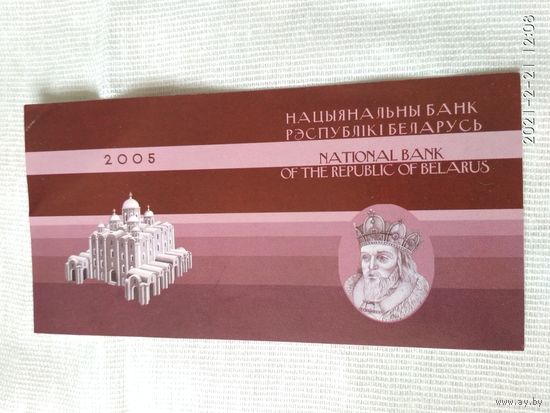 НАЦЫЯНАЛЬНЫ БАНК
РЭСПУБЛІКІ БЕЛАРУСЬ
2005
NATIONAL BANK
OF THE REPUBLIC OF BELARUS
2021-2-21 12:08
www.ay.by